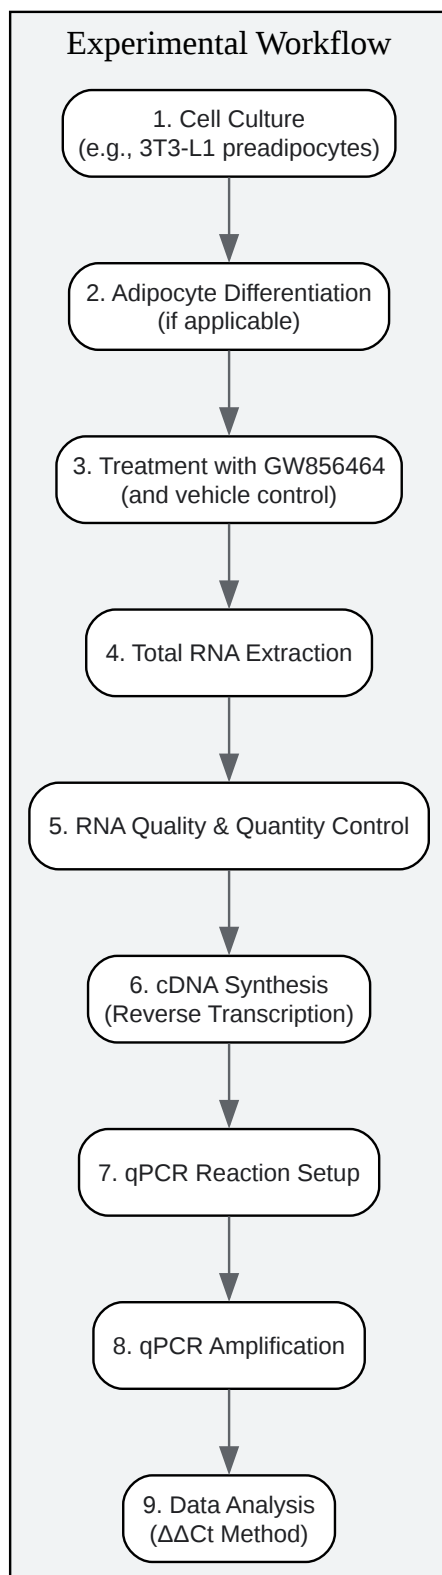 Experimental Workflow
1. Cell Culture
(e.g., 3T3-L1 preadipocytes)
2. Adipocyte Differentiation
(if applicable)
3. Treatment with GW856464
(and vehicle control)
4. Total RNA Extraction
5. RNA Quality & Quantity Control
6. cDNA Synthesis
(Reverse Transcription)
7. qPCR Reaction Setup
8. qPCR Amplification
9. Data Analysis
(ΔΔCt Method)